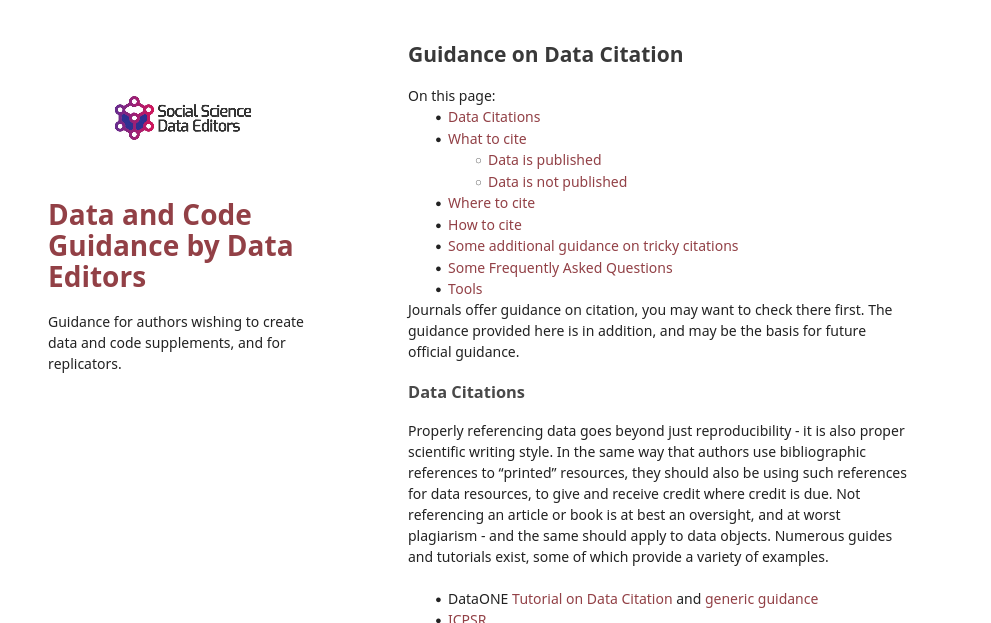 Social Science
Data Editors
Data and Code
Guidance by Data
Editors
Guidance for authors wishing to create
data and code supplements, and for
replicators.
Guidance on Data Citation
On this page:
Data Citations
What to cite
Data is published
Data is not published
Where to cite
How to cite
Some additional guidance on tricky citations
Some Frequently Asked Questions
Tools
Journals offer guidance on citation, you may want to check there first. The
guidance provided here is in addition, and may be the basis for future
official guidance.
Data Citations
Properly referencing data goes beyond just reproducibility - it is also proper
scientific writing style. In the same way that authors use bibliographic
references to “printed” resources, they should also be using such references
for data resources, to give and receive credit where credit is due. Not
referencing an article or book is at best an oversight, and at worst
plagiarism - and the same should apply to data objects. Numerous guides
and tutorials exist, some of which provide a variety of examples.
DataONE Tutorial on Data Citation and generic guidance
ICPSR